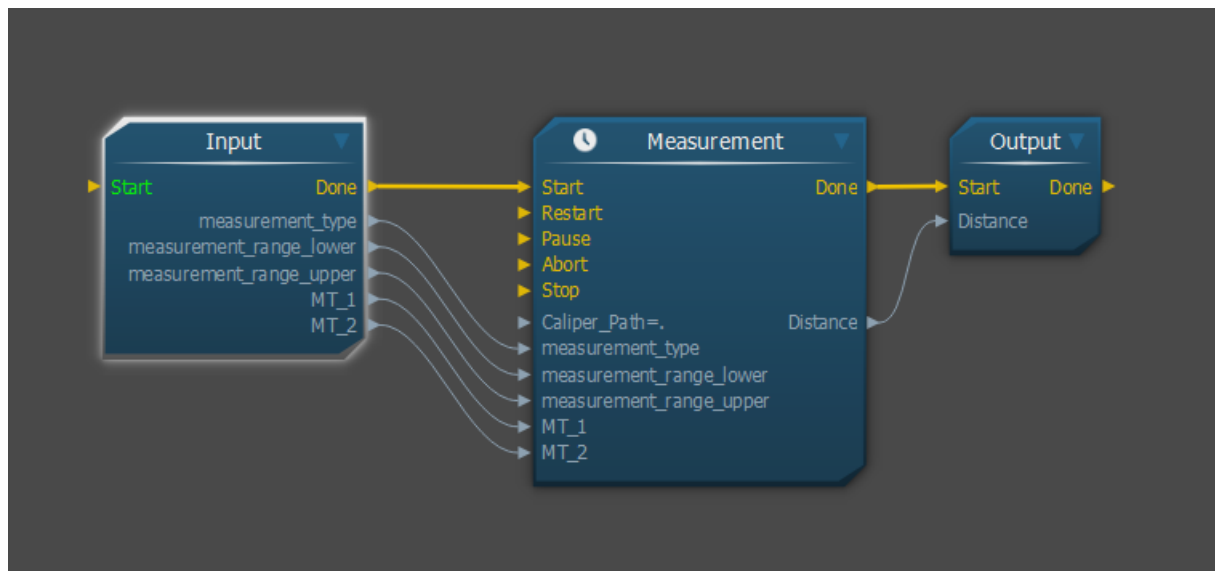 Input
Start Done
measurement_type
measurement_range_lower
measurement_range_upper
MT_1
MT_2
Measurement
Start Done
Restart
Pause
Abort
Stop
Caliper_Path=. Distance
measurement_type
measurement_range_lower
measurement_range_upper
MT_1
MT_2
Output
Start Done
Distance